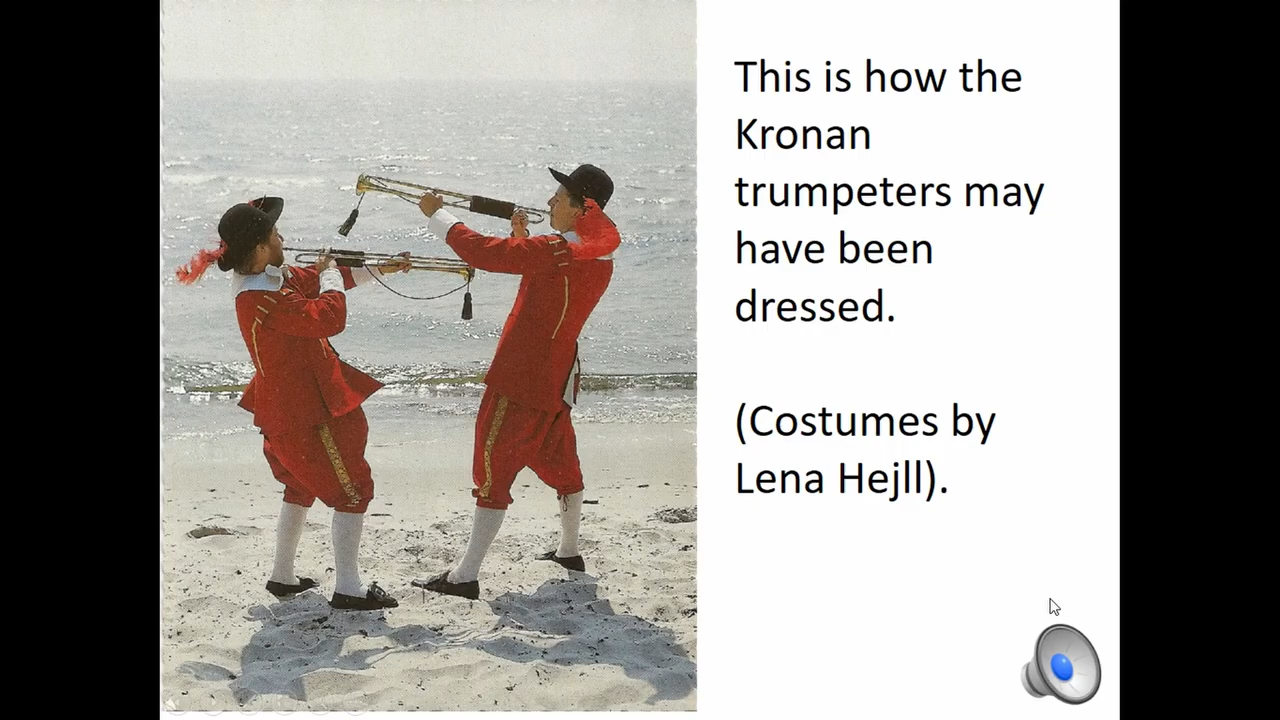 This is how the
Kronan
trumpeters may
have been
dressed.
(Costumes by
Lena Hejll).